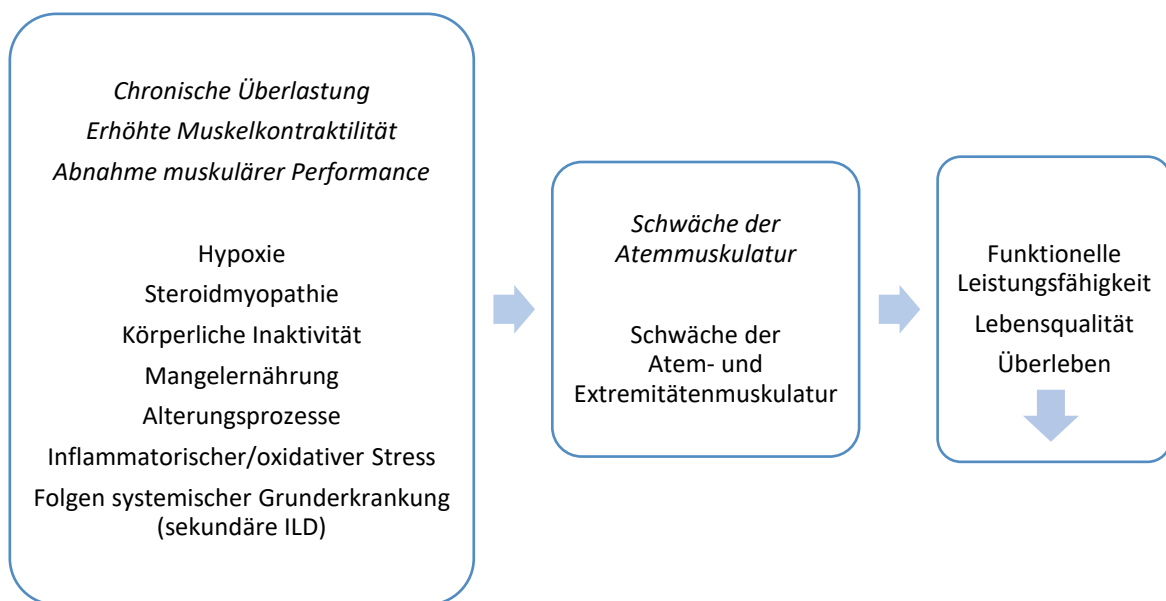 Chronische Überlastung
Erhöhte Muskelkontraktilität
Abnahme muskulärer Performance
Hypoxie
Steroidmyopathie
Körperliche Inaktivität
Mangelernährung
Alterungsprozesse
Inflammatorischer/oxidativer Stress
Folgen systemischer Grunderkrankung
(sekundäre ILD)
Schwäche der
Atemmuskulatur
Schwäche der
Atem- und
Extremitätenmuskulatur
Funktionelle
Leistungsfähigkeit
Lebensqualität
Überleben